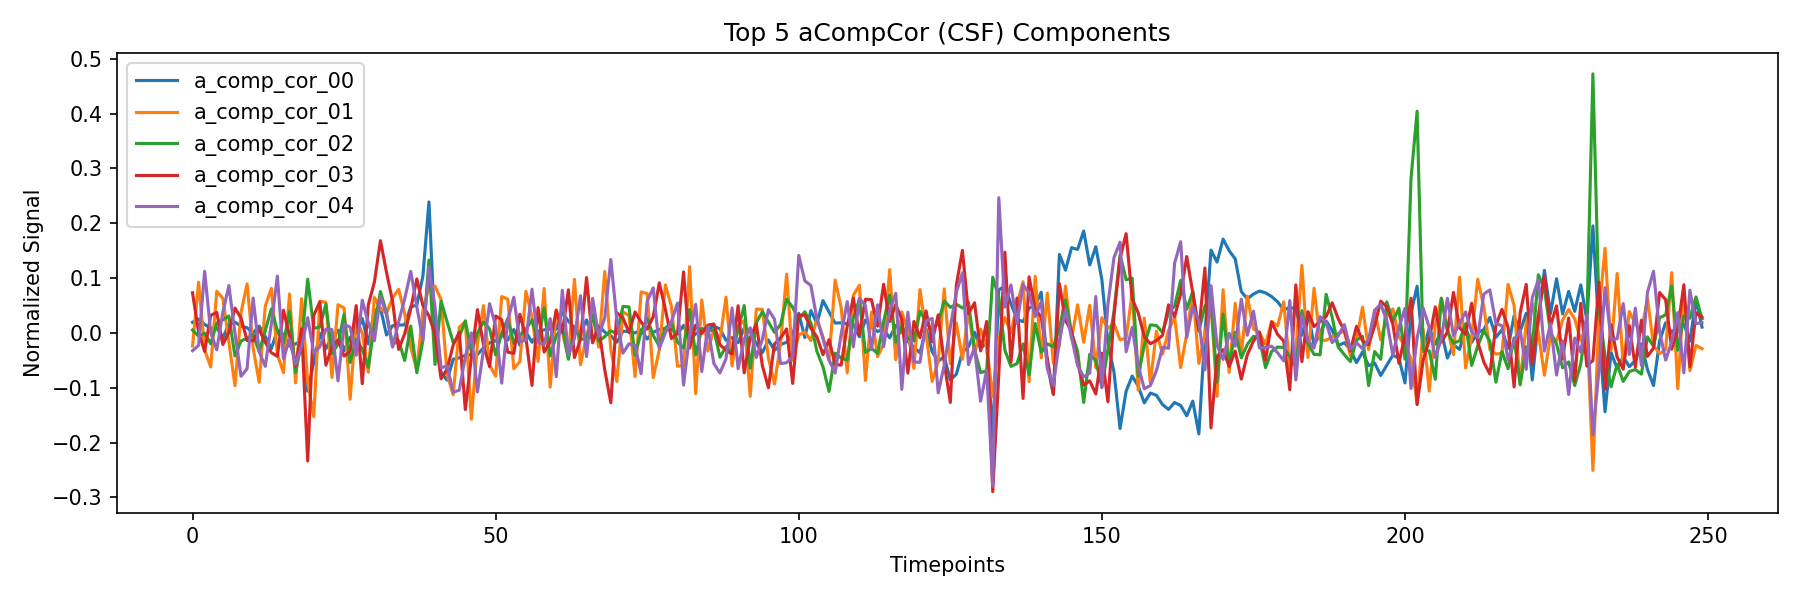 Top 5 aCompCor (CSF) Components
0.5
0.4
0.3
0.2
0.1
0.0
−0.1
−0.2
−0.3
Normalized Signal
a_comp_cor_00
a_comp_cor_01
a_comp_cor_02
a_comp_cor_03
a_comp_cor_04
0 50 100 150 200 250
Timepoints